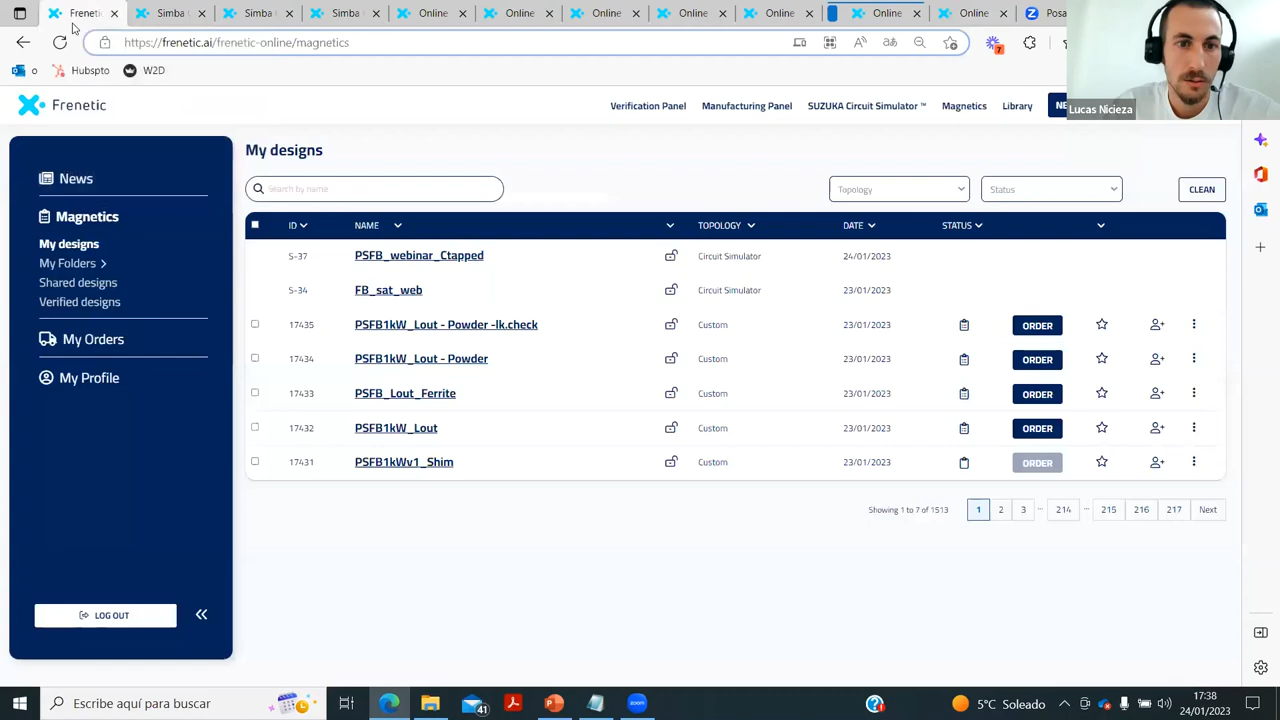 Frenetic
Simba
Simba
Simba
Online
Online
Online
Online
Online
Online
Online
Posa
https://frenetic.ai/frenetic-online/magnetics
7
o
Hubspto
W2D
Lucas Nicieza
Frenetic
Verification Panel
Manufacturing Panel
SUZUKA Circuit Simulator ™
Magnetics
Library
News
Magnetics
My designs
My Folders
Shared designs
Verified designs
My Orders
My Profile
LOG OUT
My designs
Search by name
Topology
Status
CLEAN
ID NAME TOPOLOGY DATE STATUS
S-37 PSFB_webinar_Ctapped Circuit Simulator 24/01/2023
S-34 FB_sat_web Circuit Simulator 23/01/2023
17435 PSFB1kW_Lout - Powder -lk.check Custom 23/01/2023 ORDER
17434 PSFB1kW_Lout - Powder Custom 23/01/2023 ORDER
17433 PSFB_Lout_Ferrite Custom 23/01/2023 ORDER
17432 PSFB1kW_Lout Custom 23/01/2023 ORDER
17431 PSFB1kWv1_Shim Custom 23/01/2023 ORDER
Showing 1 to 7 of 1513 1 2 3 ... 214 ... 215 216 217 Next
Escribe aquí para buscar
41
zoom
5°C Soleado
17:38
24/01/2023